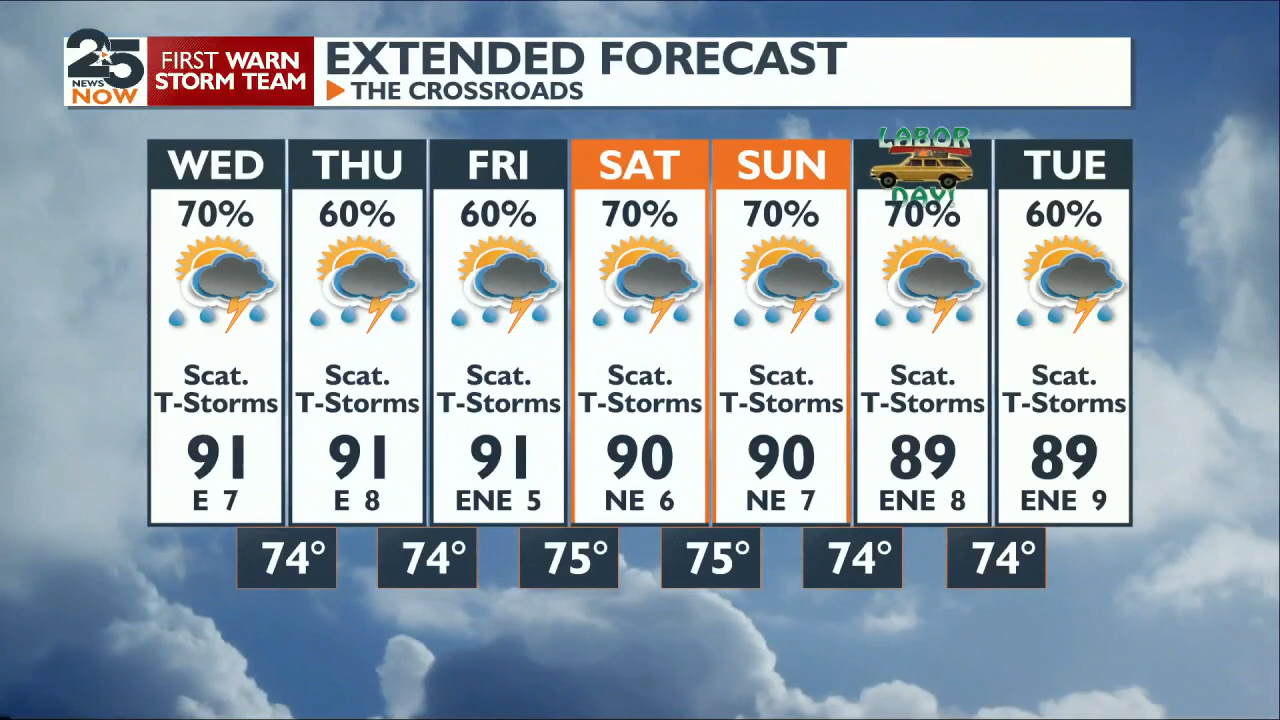 25
NEWS
NOW
FIRST WARN
STORM TEAM
EXTENDED FORECAST
THE CROSSROADS
WED
THU
FRI
SAT
SUN
LABOR
DAY!
TUE
70%
60%
60%
70%
70%
70%
60%
Scat.
T-Storms
Scat.
T-Storms
Scat.
T-Storms
Scat.
T-Storms
Scat.
T-Storms
Scat.
T-Storms
Scat.
T-Storms
91
91
91
90
90
89
89
E 7
E 8
ENE 5
NE 6
NE 7
ENE 8
ENE 9
74°
74°
75°
75°
74°
74°